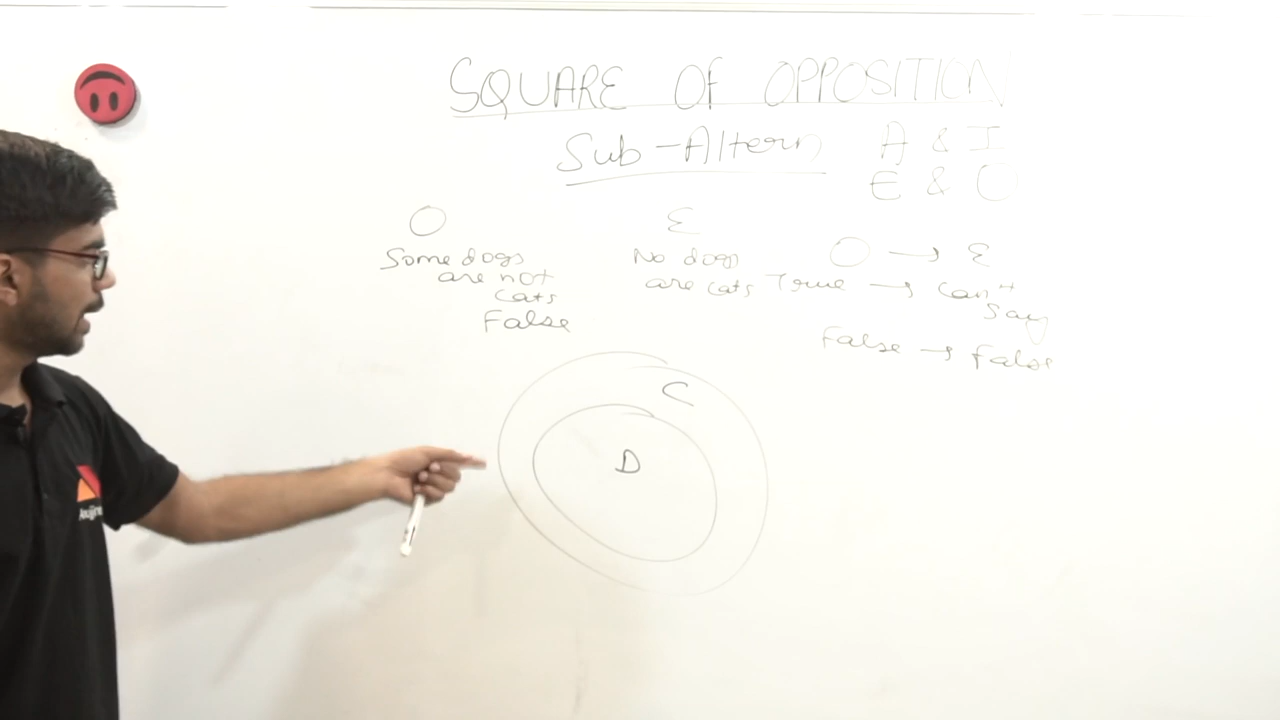 SQUARE OF OPPOSITION
Sub-Altern
A & I
E & O
O
Some dogs
are not
Cats
False
E
No dogs
are cats
O → E
True → Can't
Say
False → False
C
D